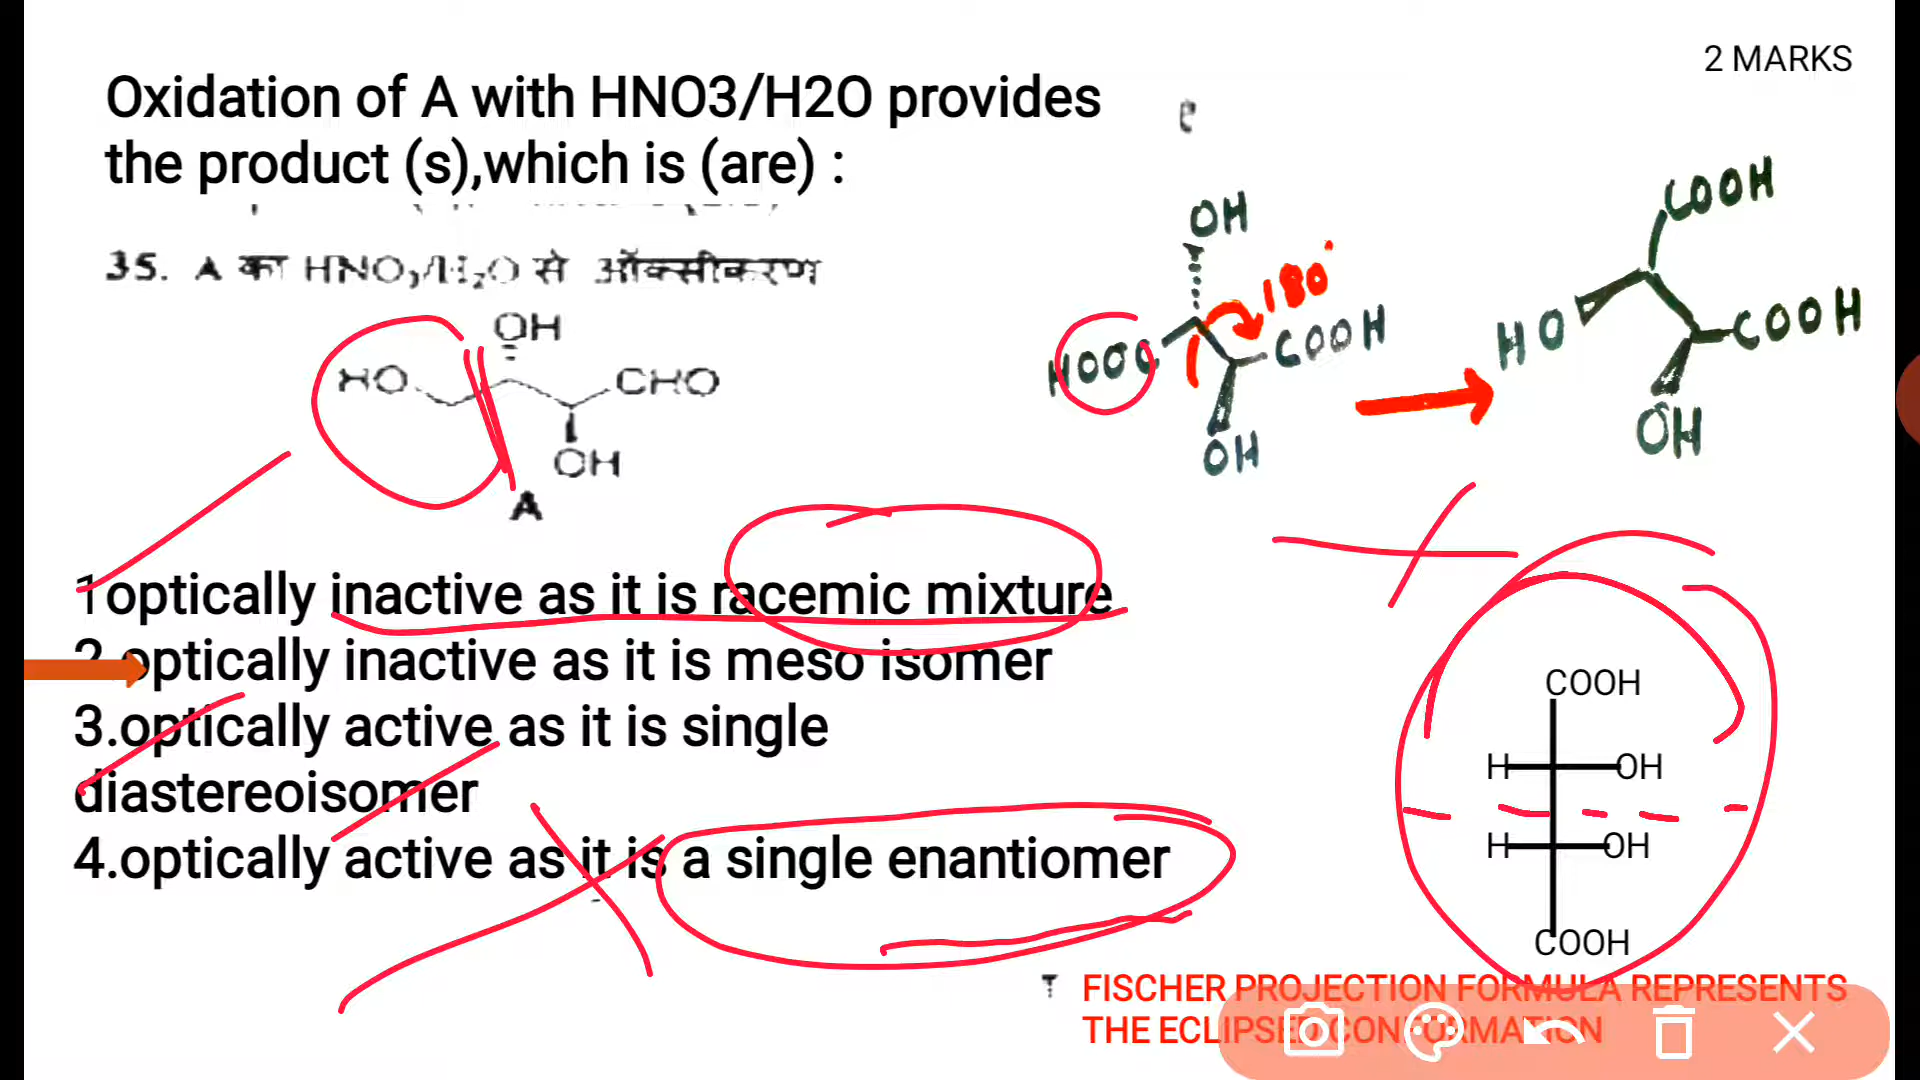 2 MARKS
Oxidation of A with HNO3/H2O provides
the product (s),which is (are) :
35. A का HNO₃/H₂O से ऑक्सीकरण
OH
HO
CHO
OH
A
OH
180°
HOOC
COOH
OH
COOH
HO
COOH
OH
1optically inactive as it is racemic mixture
2.optically inactive as it is meso isomer
3.optically active as it is single
diastereoisomer
4.optically active as it is a single enantiomer
COOH
H OH
H OH
COOH
FISCHER PROJECTION FORMULA REPRESENTS
THE ECLIPSED CONFORMATION